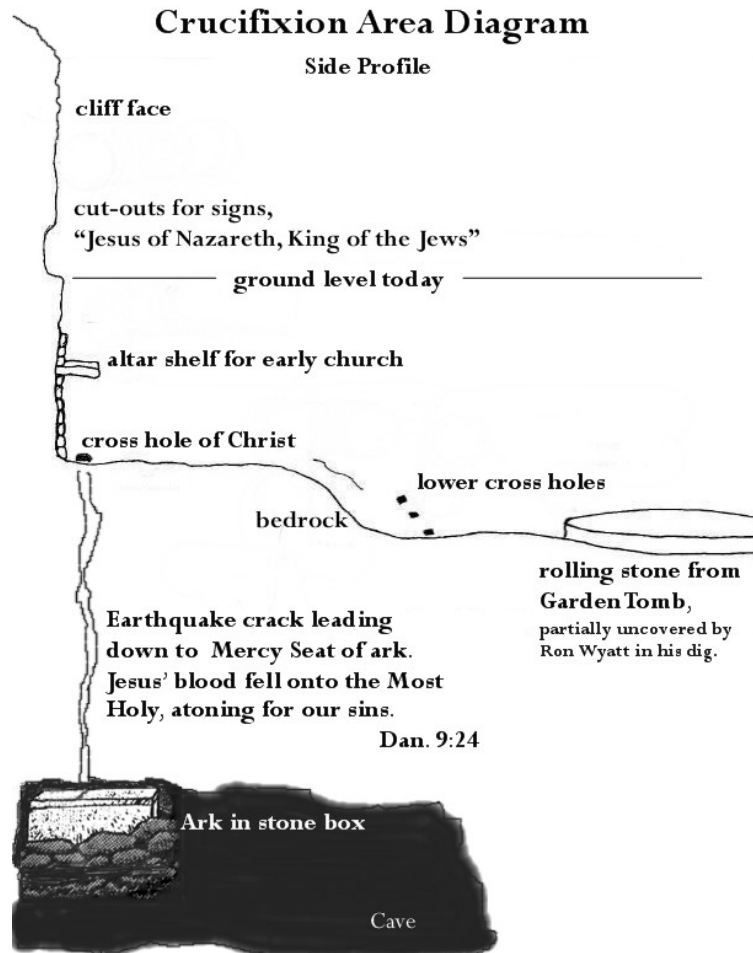 Crucifixion Area Diagram
Side Profile
cliff face
cut-outs for signs,
“Jesus of Nazareth, King of the Jews”
ground level today
altar shelf for early church
cross hole of Christ
lower cross holes
bedrock
rolling stone from
Garden Tomb,
partially uncovered by
Ron Wyatt in his dig.
Earthquake crack leading
down to Mercy Seat of ark.
Jesus’ blood fell onto the Most
Holy, atoning for our sins.
Dan. 9:24
Ark in stone box
Cave